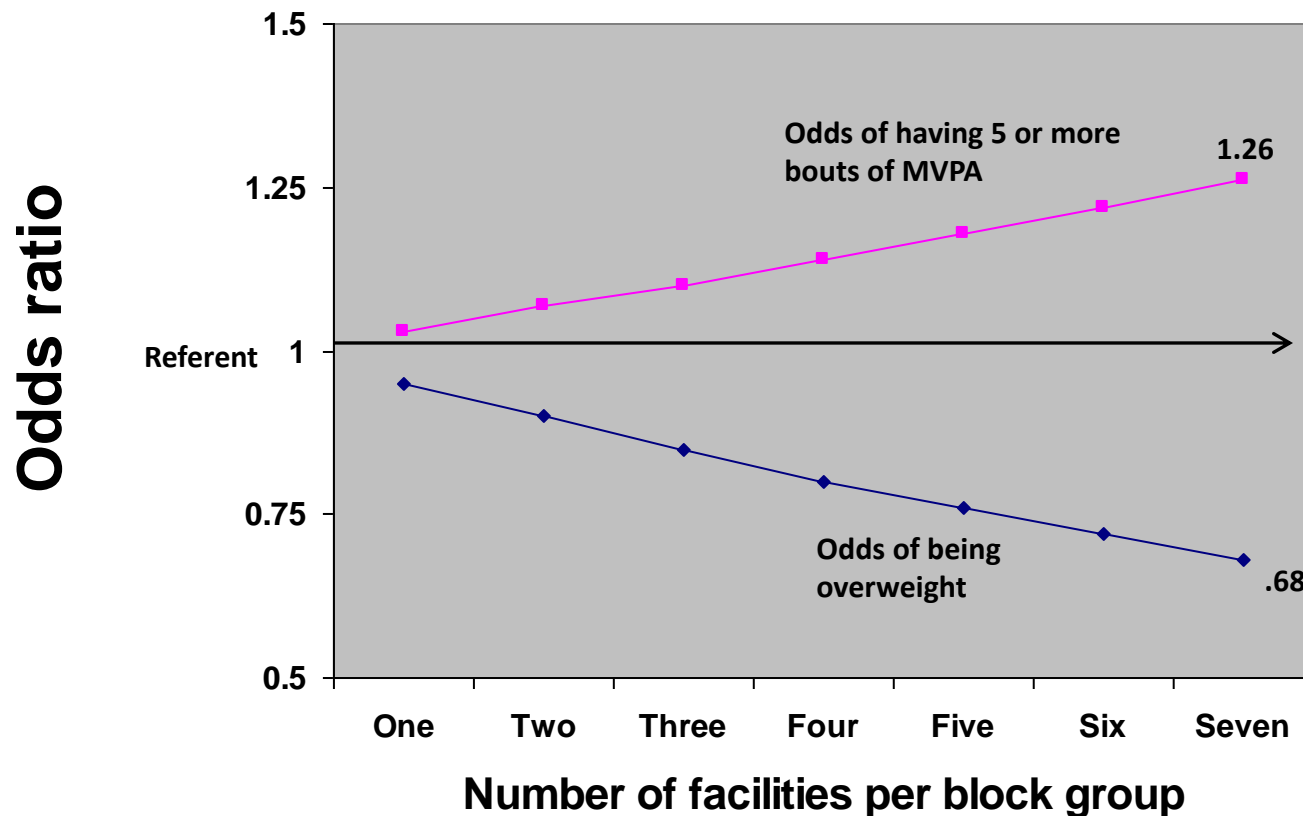 1.5
Odds of having 5 or more
bouts of MVPA
1.26
1.25
Odds ratio
Referent
1
0.75
Odds of being
overweight
.68
0.5
One
Two
Three
Four
Five
Six
Seven
Number of facilities per block group